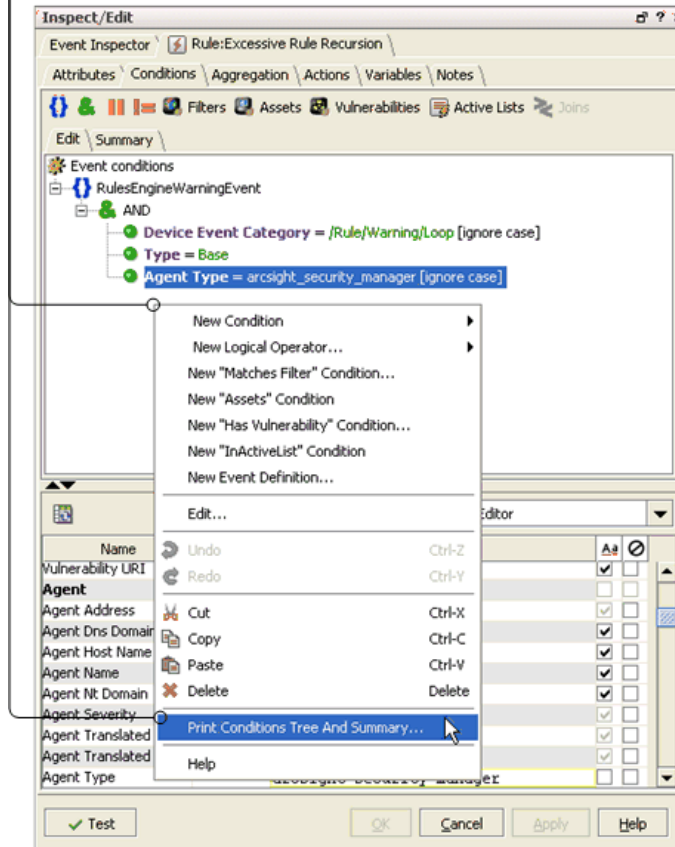 Inspect/Edit
Event Inspector Rule:Excessive Rule Recursion
Attributes Conditions Aggregation Actions Variables Notes
Filters Assets Vulnerabilities Active Lists Joins
Edit Summary
Event conditions
RulesEngineWarningEvent
AND
Device Event Category = /Rule/Warning/Loop [ignore case]
Type = Base
Agent Type = arcsight_security_manager [ignore case]
New Condition
New Logical Operator...
New "Matches Filter" Condition...
New "Assets" Condition
New "Has Vulnerability" Condition...
New "InActiveList" Condition
New Event Definition...
Edit...
Undo Ctrl-Z
Redo Ctrl-Y
Cut Ctrl-X
Copy Ctrl-C
Paste Ctrl-V
Delete Delete
Print Conditions Tree And Summary...
Help
Editor
Name Aa
Vulnerability URI
Agent
Agent Address
Agent Dns Domain
Agent Host Name
Agent Name
Agent Nt Domain
Agent Severity
Agent Translated
Agent Translated
Agent Type
Test OK Cancel Apply Help